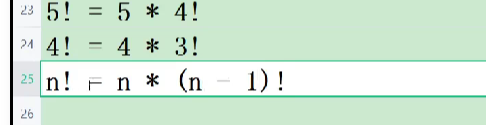 23 5! = 5 * 4!
24 4! = 4 * 3!
25 n! = n * (n - 1)!
26